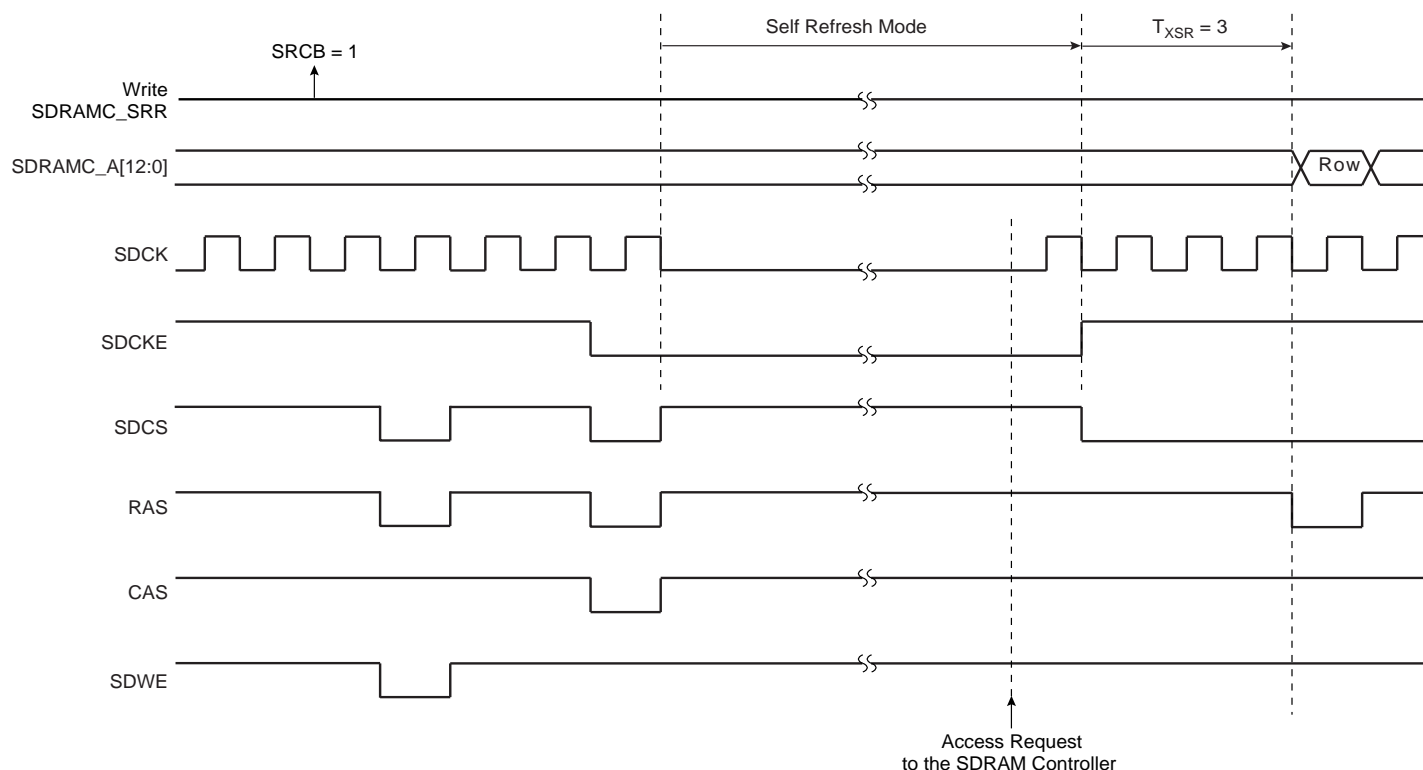 Self Refresh Mode
T_XSR = 3
SRCB = 1
Write
SDRAMC_SRR
SDRAMC_A[12:0]
Row
SDCK
SDCKE
SDCS
RAS
CAS
SDWE
Access Request
to the SDRAM Controller